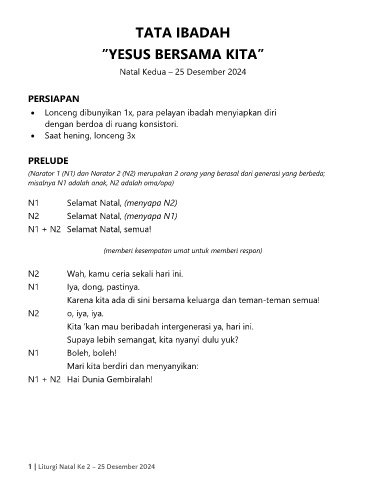 TATA IBADAH
"YESUS BERSAMA KITA"
Natal Kedua – 25 Desember 2024
PERSIAPAN
• Lonceng dibunyikan 1x, para pelayan ibadah menyiapkan diri
dengan berdoa di ruang konsistori.
• Saat hening, lonceng 3x
PRELUDE
(Narator 1 (N1) dan Narator 2 (N2) merupakan 2 orang yang berasal dari generasi yang berbeda;
misalnya N1 adalah anak, N2 adalah oma/opa)
N1 Selamat Natal, (menyapa N2)
N2 Selamat Natal, (menyapa N1)
N1 + N2 Selamat Natal, semua!
(memberi kesempatan umat untuk memberi respon)
N2 Wah, kamu ceria sekali hari ini.
N1 Iya, dong, pastinya.
Karena kita ada di sini bersama keluarga dan teman-teman semua!
N2 o, iya, iya.
Kita 'kan mau beribadah intergenerasi ya, hari ini.
Supaya lebih semangat, kita nyanyi dulu yuk?
N1 Boleh, boleh!
Mari kita berdiri dan menyanyikan:
N1 + N2 Hai Dunia Gembiralah!
1 | Liturgi Natal Ke 2 – 25 Desember 2024